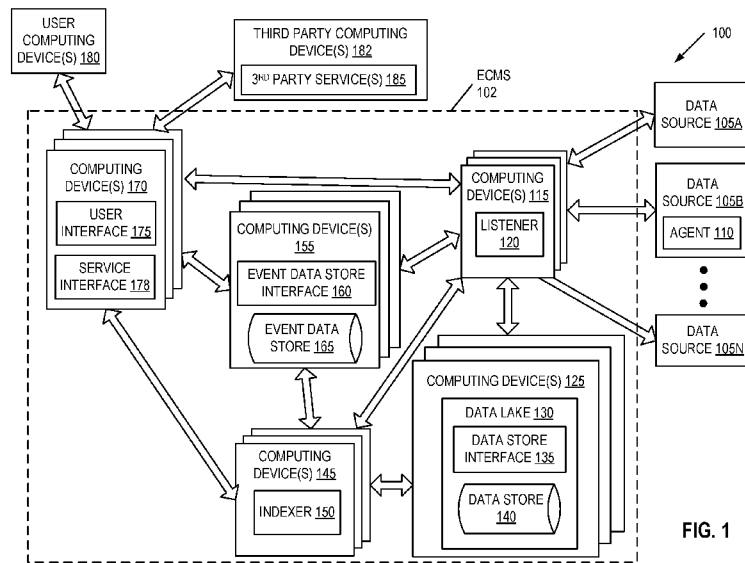 USER
COMPUTING
DEVICE(S) 180
THIRD PARTY COMPUTING
DEVICE(S) 182
3RD PARTY SERVICE(S) 185
100
ECMS
102
DATA
SOURCE 105A
COMPUTING
DEVICE(S) 170
USER
INTERFACE 175
SERVICE
INTERFACE 178
COMPUTING
DEVICE(S) 115
LISTENER
120
DATA
SOURCE 105B
AGENT 110
COMPUTING DEVICE(S)
155
EVENT DATA STORE
INTERFACE 160
EVENT DATA
STORE 165
DATA
SOURCE 105N
COMPUTING DEVICE(S) 125
DATA LAKE 130
DATA STORE
INTERFACE 135
DATA STORE
140
COMPUTING
DEVICE(S) 145
INDEXER 150
FIG. 1